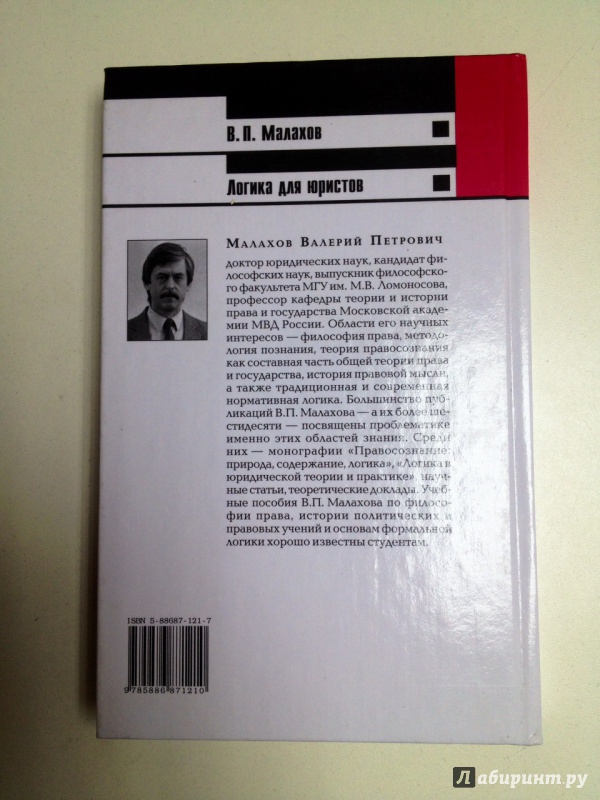 В. П. Малахов
Логика для юристов
Малахов Валерий Петрович
доктор юридических наук, кандидат фи-
лософских наук, выпускник философско-
го факультета МГУ им. М.В. Ломоносова,
профессор кафедры теории и истории
права и государства Московской акаде-
мии МВД России. Области его научных
интересов — философия права, методо-
логия познания, теория правосознания
как составная часть общей теории права
и государства, история правовой мысли,
а также традиционная и современная
нормативная логика. Большинство пуб-
ликаций В.П. Малахова — а их более ше-
стидесяти — посвящены проблематике
именно этих областей знания. Среди
них — монографии «Правосознание:
природа, содержание, логика», «Логика в
юридической теории и практике», науч-
ные статьи, теоретические доклады. Учеб-
ные пособия В.П. Малахова по филосо-
фии права, истории политических и
правовых учений и основам формальной
логики хорошо известны студентам.
ISBN 5-88687-121-7
9785886871210
Лабиринт.ру